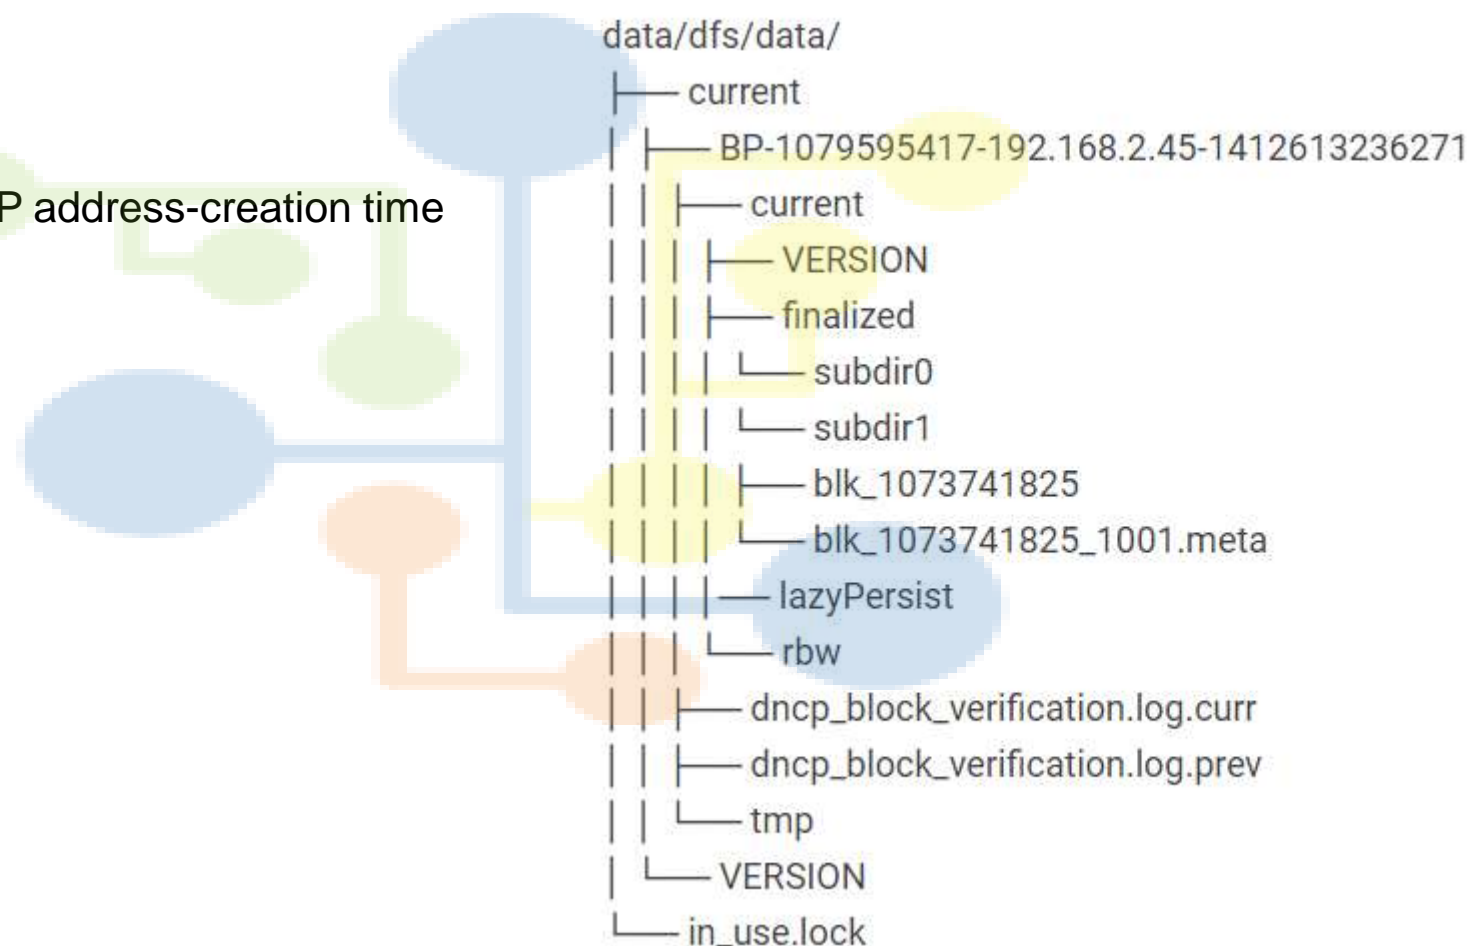 data/dfs/data/
current
BP-1079595417-192.168.2.45-1412613236271
current
P address-creation time
VERSION
finalized
subdir0
subdir1
blk_1073741825
blk_1073741825_1001.meta
lazyPersist
rbw
dncp_block_verification.log.curr
dncp_block_verification.log.prev
tmp
VERSION
in_use.lock